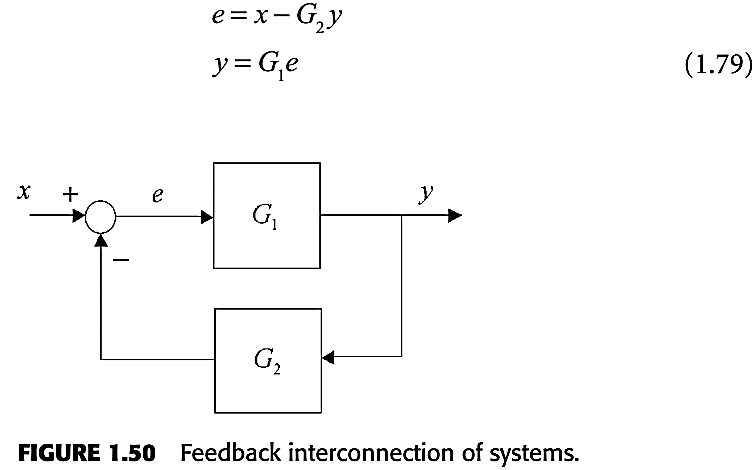 e = x − G₂y
y = G₁e (1.79)
x + e G₁ y
−
G₂
FIGURE 1.50 Feedback interconnection of systems.